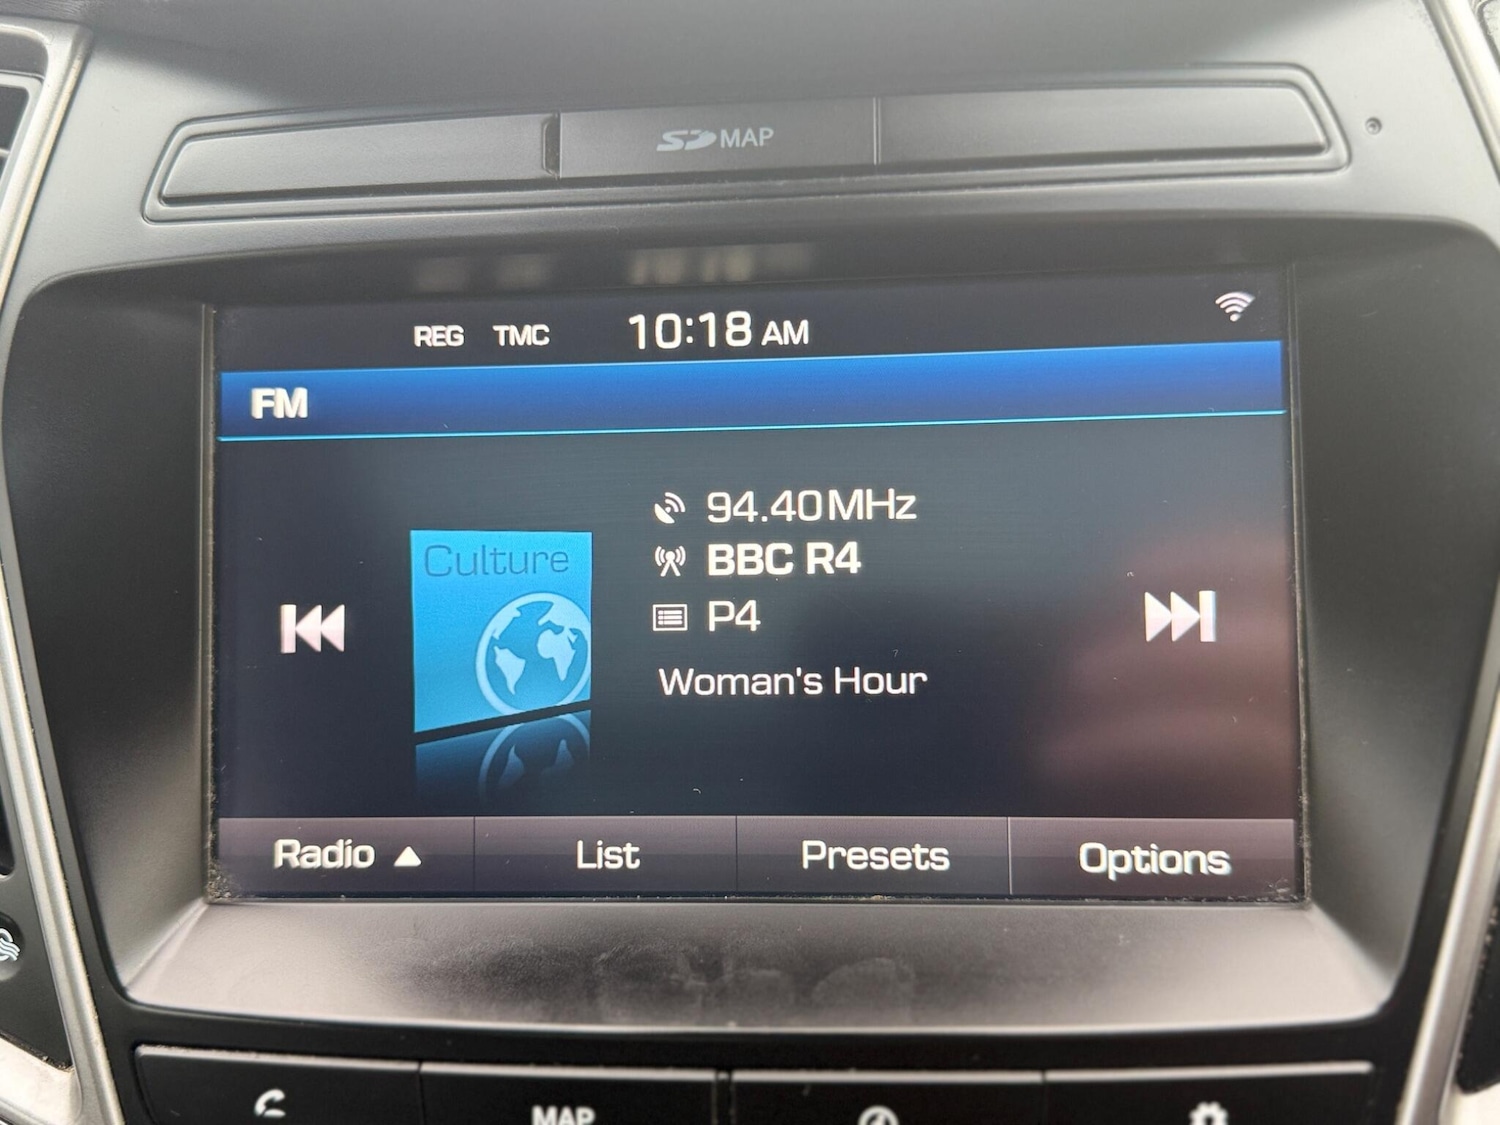 SD MAP
REG TMC 10:18 AM
FM
94.40MHz
BBC R4
P4
Culture
Woman's Hour
Radio List Presets Options
MAP